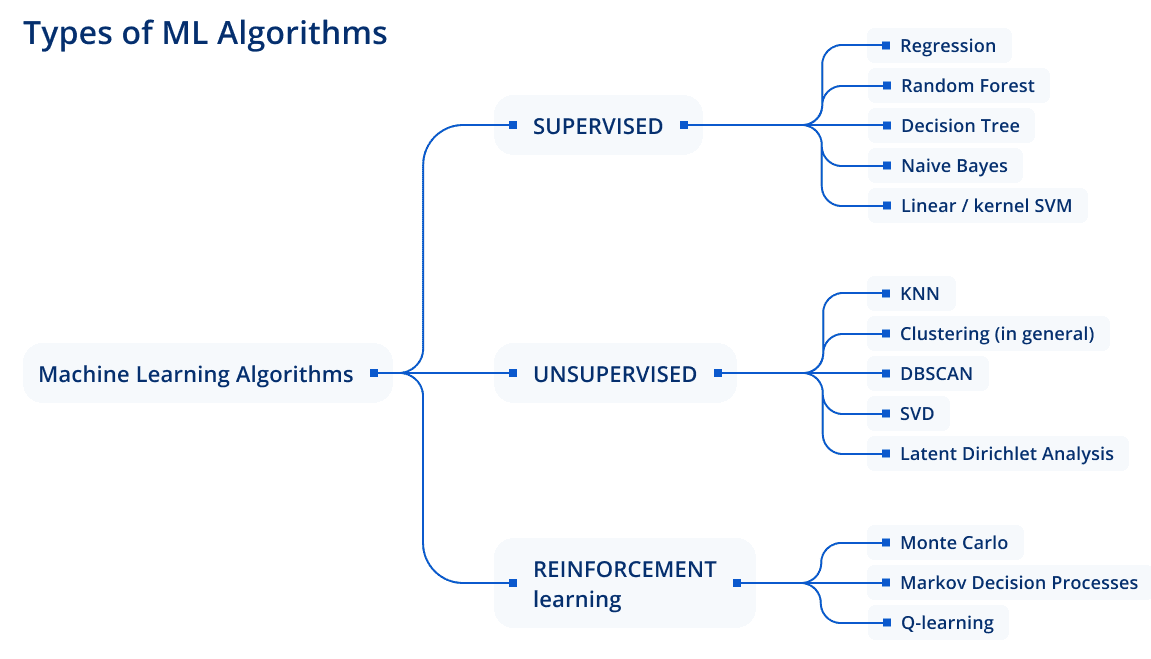 Types of ML Algorithms
Machine Learning Algorithms
SUPERVISED
Regression
Random Forest
Decision Tree
Naive Bayes
Linear / kernel SVM
UNSUPERVISED
KNN
Clustering (in general)
DBSCAN
SVD
Latent Dirichlet Analysis
REINFORCEMENT
learning
Monte Carlo
Markov Decision Processes
Q-learning